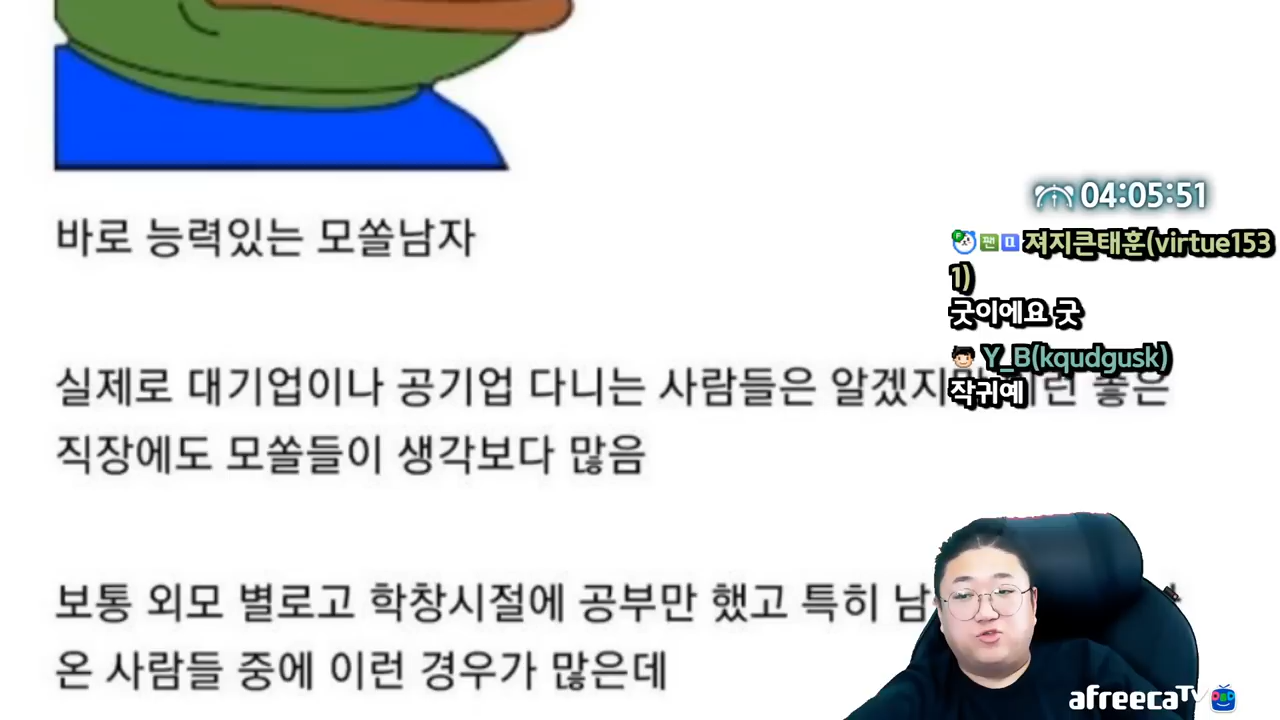 바로 능력있는 모쏠남자
04:05:51
져지큰태훈(virtue153
1)
굿이에요 굿
Y_B(kqudgusk)
작귀예
실제로 대기업이나 공기업 다니는 사람들은 알겠지만 이런 좋은
직장에도 모쏠들이 생각보다 많음
보통 외모 별로고 학창시절에 공부만 했고 특히 남
온 사람들 중에 이런 경우가 많은데
afreecaTV